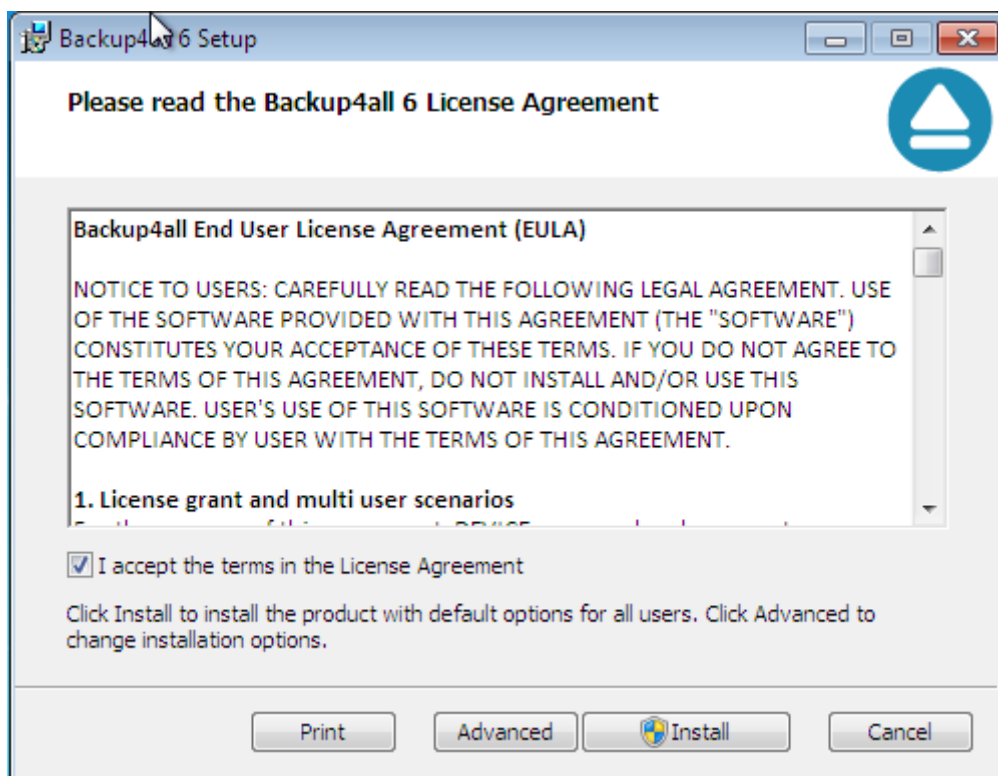 Backup4all 6 Setup
Please read the Backup4all 6 License Agreement
Backup4all End User License Agreement (EULA)
NOTICE TO USERS: CAREFULLY READ THE FOLLOWING LEGAL AGREEMENT. USE
OF THE SOFTWARE PROVIDED WITH THIS AGREEMENT (THE "SOFTWARE")
CONSTITUTES YOUR ACCEPTANCE OF THESE TERMS. IF YOU DO NOT AGREE TO
THE TERMS OF THIS AGREEMENT, DO NOT INSTALL AND/OR USE THIS
SOFTWARE. USER'S USE OF THIS SOFTWARE IS CONDITIONED UPON
COMPLIANCE BY USER WITH THE TERMS OF THIS AGREEMENT.
1. License grant and multi user scenarios
I accept the terms in the License Agreement
Click Install to install the product with default options for all users. Click Advanced to
change installation options.
Print
Advanced
Install
Cancel